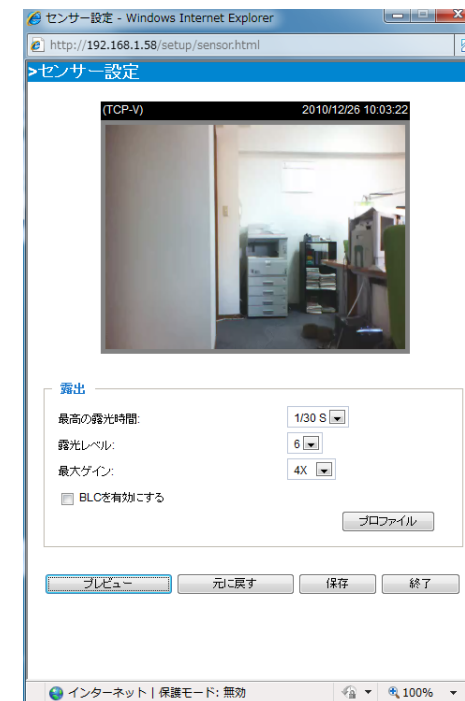 センサー設定 - Windows Internet Explorer
http://192.168.1.58/setup/sensor.html
>センサー設定
(TCP-V) 2010/12/26 10:03:22
露出
最高の露光時間: 1/30 S
露光レベル: 6
最大ゲイン: 4X
BLCを有効にする
プロファイル
プレビュー 元に戻す 保存 終了
インターネット | 保護モード: 無効 100%